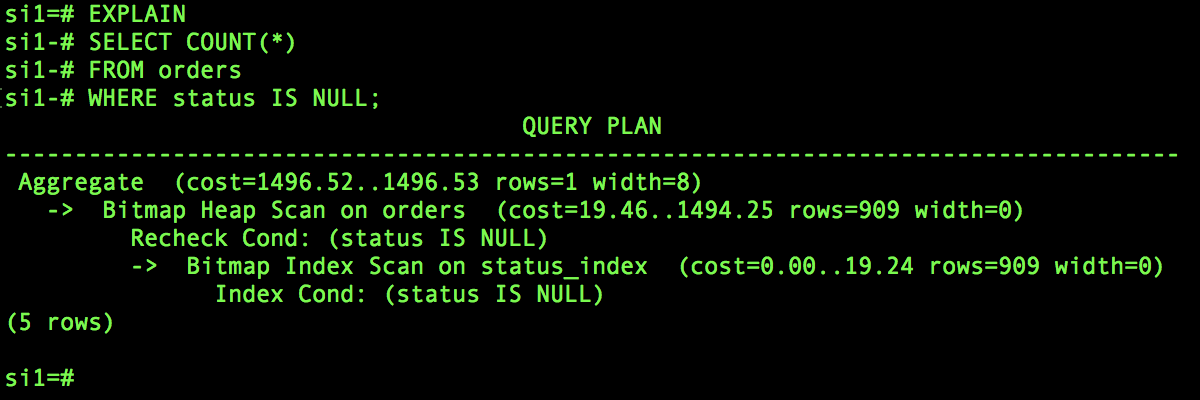 si1=# EXPLAIN
si1-# SELECT COUNT(*)
si1-# FROM orders
si1-# WHERE status IS NULL;
QUERY PLAN
------------------------------------------------------------------------------------
Aggregate  (cost=1496.52..1496.53 rows=1 width=8)
  ->  Bitmap Heap Scan on orders  (cost=19.46..1494.25 rows=909 width=0)
        Recheck Cond: (status IS NULL)
        ->  Bitmap Index Scan on status_index  (cost=0.00..19.24 rows=909 width=0)
              Index Cond: (status IS NULL)
(5 rows)
si1=#